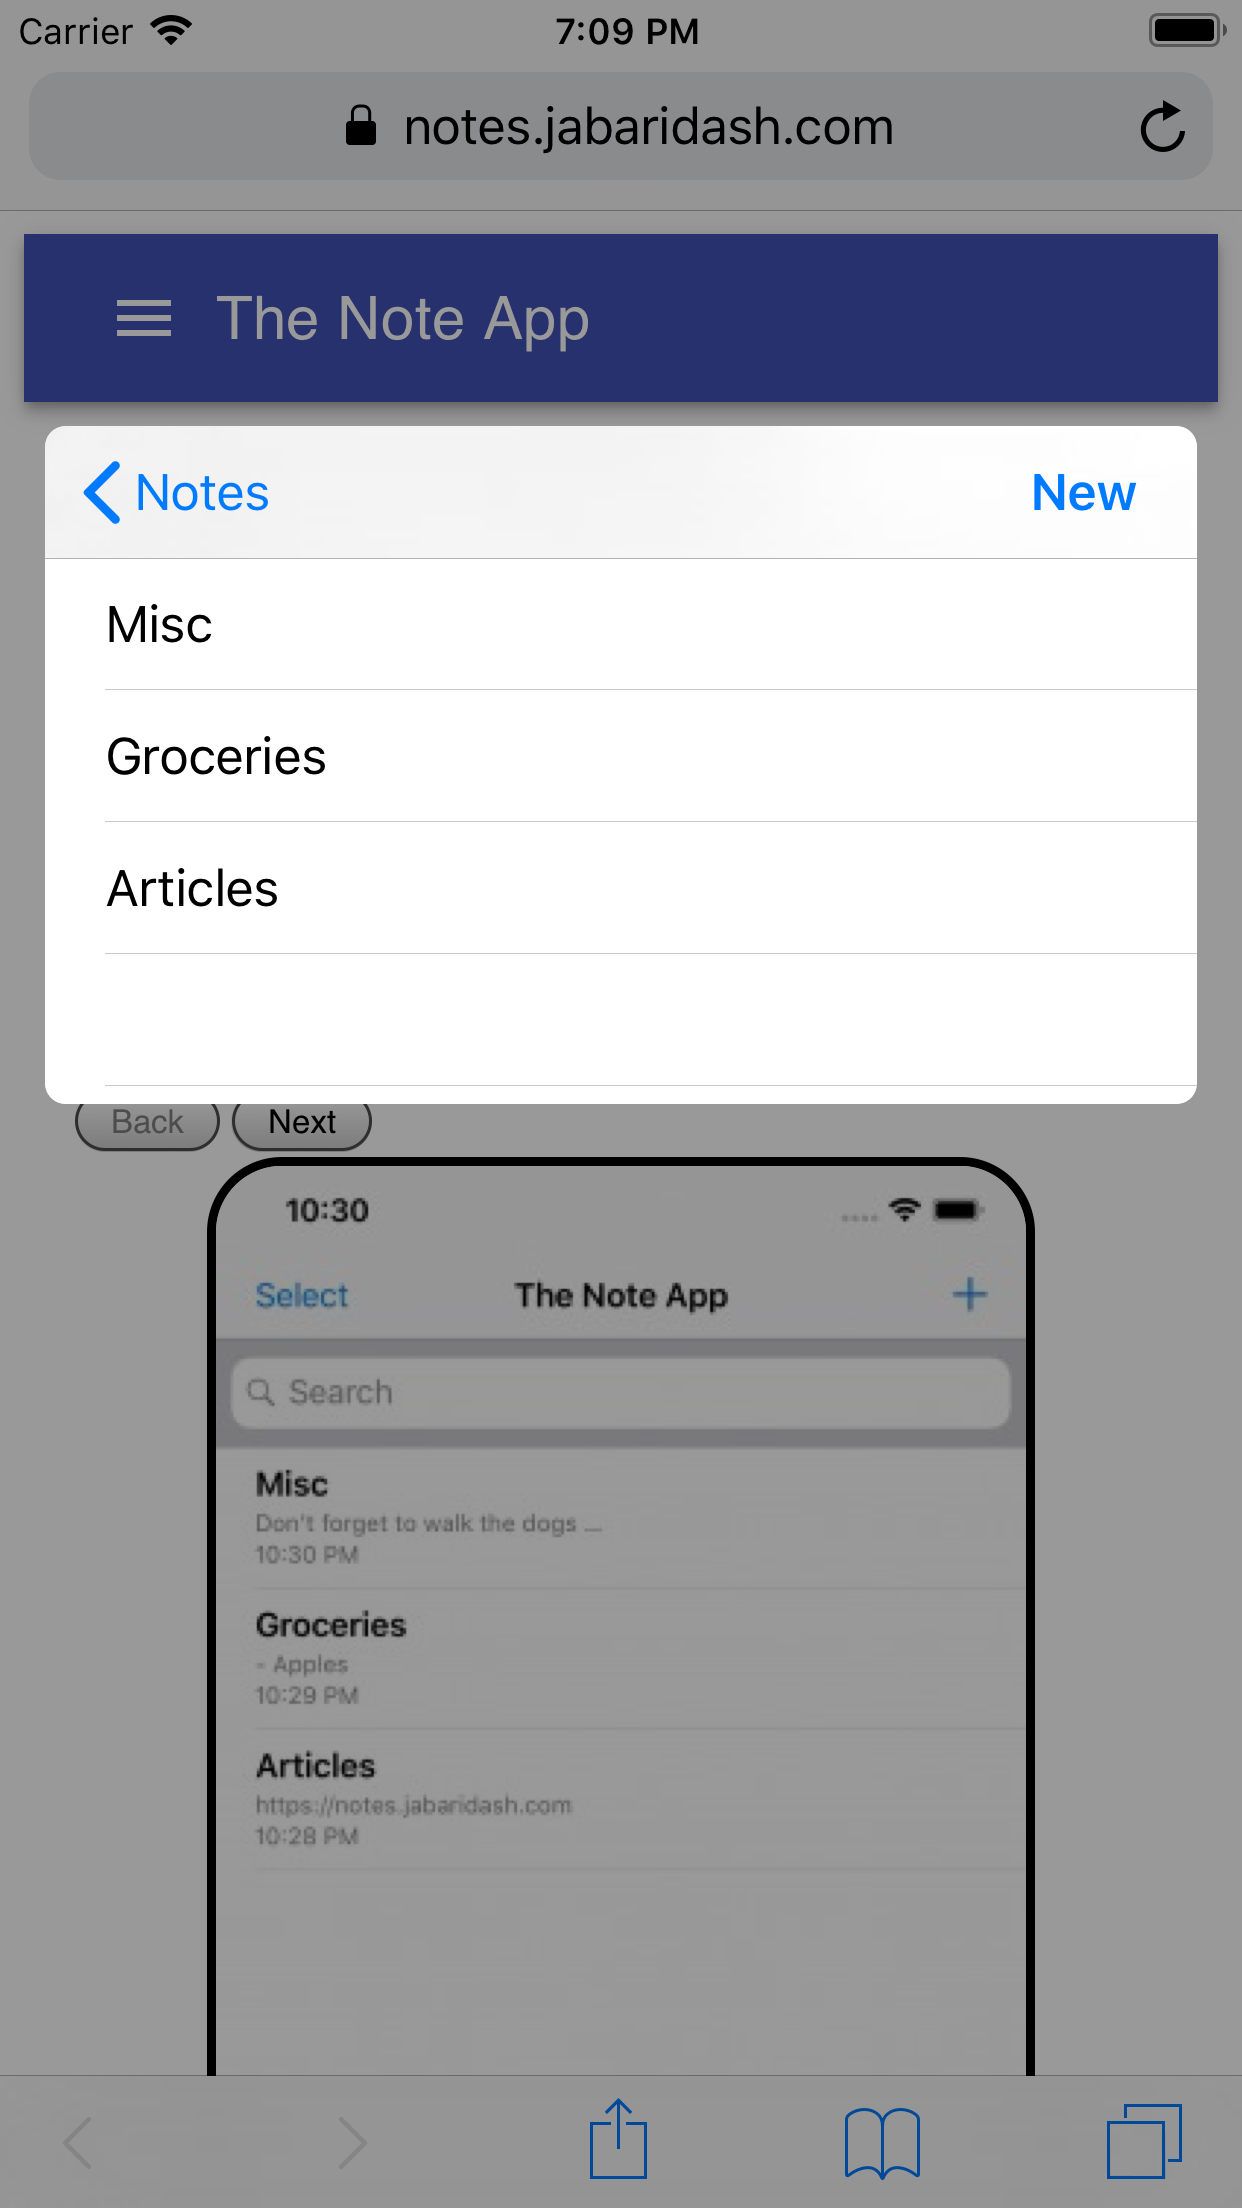 Carrier 7:09 PM
notes.jabaridash.com
The Note App
Notes New
Misc
Groceries
Articles
Back Next
10:30
Select The Note App +
Search
Misc
Don't forget to walk the dogs ...
10:30 PM
Groceries
- Apples
10:29 PM
Articles
https://notes.jabaridash.com
10:28 PM